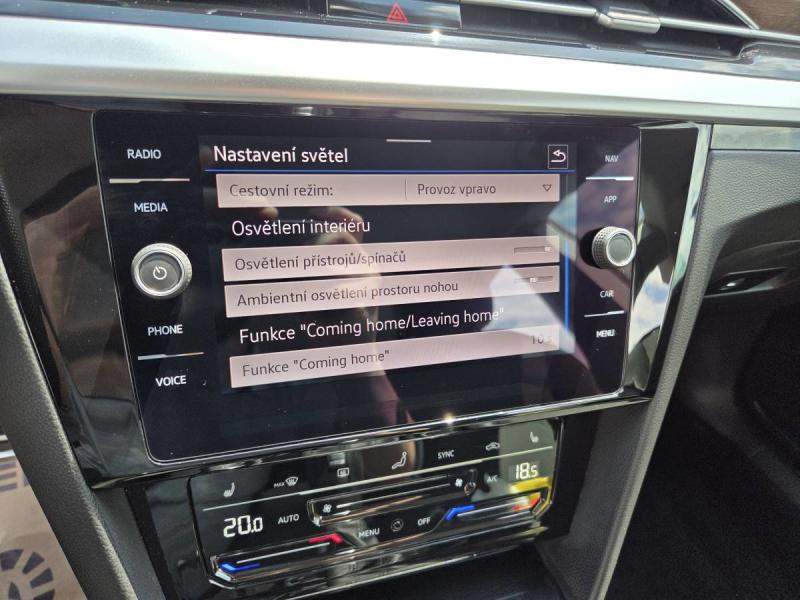 RADIO
MEDIA
PHONE
VOICE
Nastavení světel
Cestovní režim: Provoz vpravo
Osvětlení interiéru
Osvětlení přístrojů/spínačů
Ambientní osvětlení prostoru nohou
Funkce "Coming home/Leaving home"
Funkce "Coming home" 10 s
NAV
APP
CAR
MENU
MAX SYNC
20.0 AUTO MENU OFF A/C 18.5